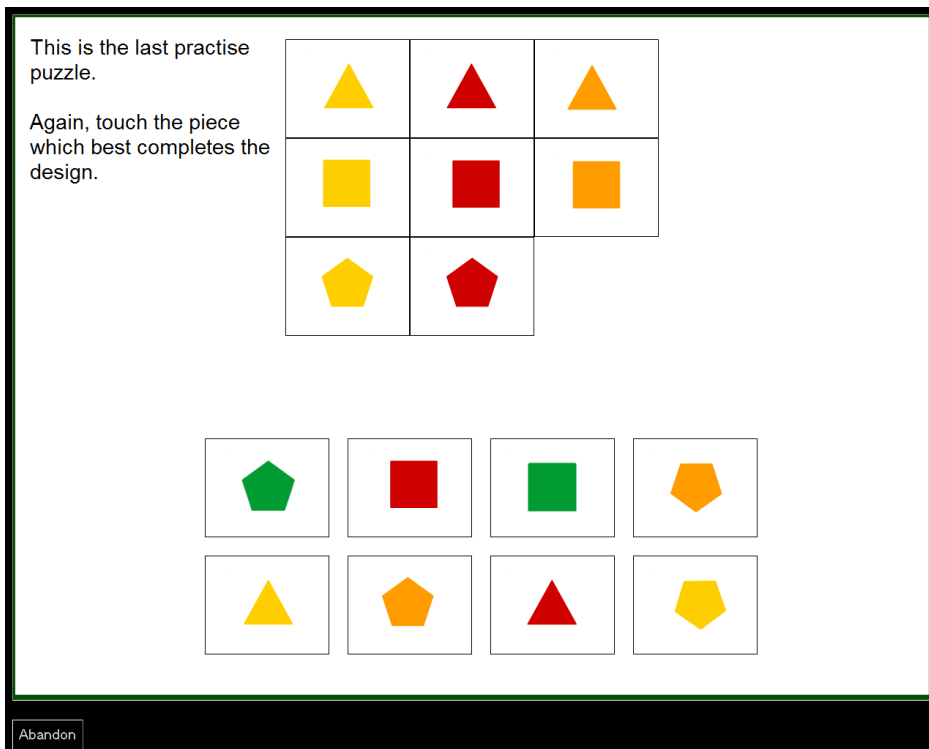 This is the last practise
puzzle.
Again, touch the piece
which best completes the
design.
Abandon